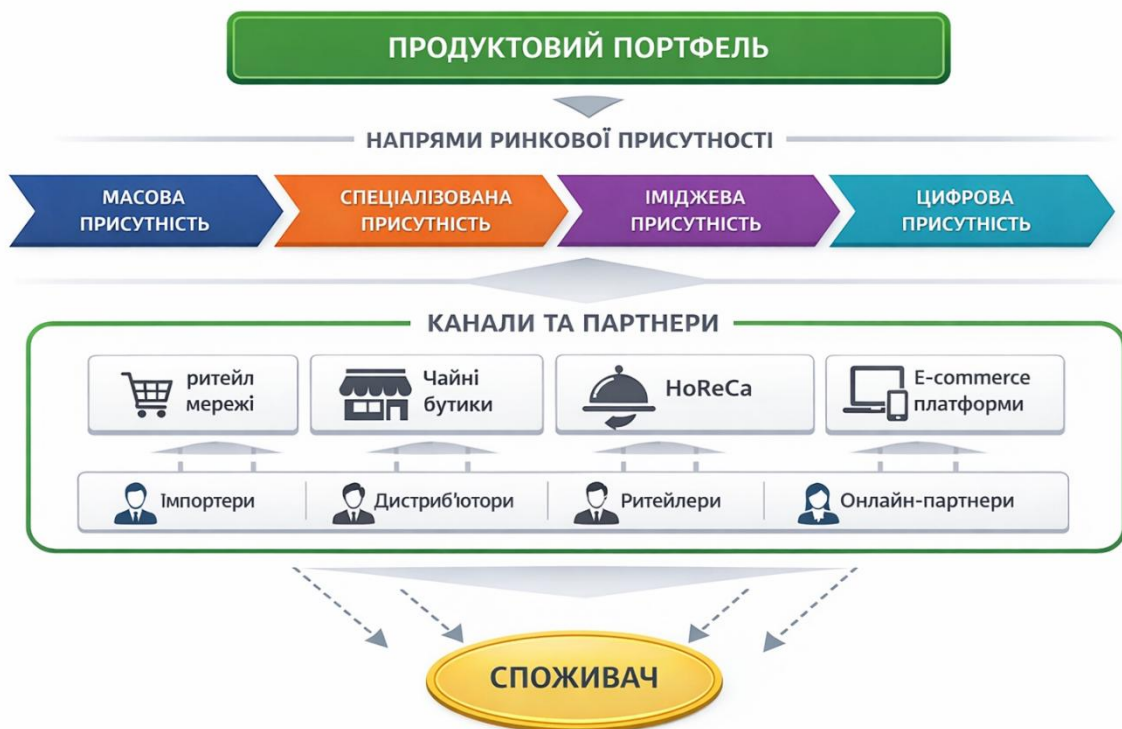 ПРОДУКТОВИЙ ПОРТФЕЛЬ
НАПРЯМИ РИНКОВОЇ ПРИСУТНОСТІ
МАСОВА
ПРИСУТНІСТЬ
СПЕЦІАЛІЗОВАНА
ПРИСУТНІСТЬ
ІМІДЖЕВА
ПРИСУТНІСТЬ
ЦИФРОВА
ПРИСУТНІСТЬ
КАНАЛИ ТА ПАРТНЕРИ
ритейл
мережі
Чайні
бутики
HoReCa
E-commerce
платформи
Імпортери
Дистриб'ютори
Ритейлери
Онлайн-партнери
СПОЖИВАЧ